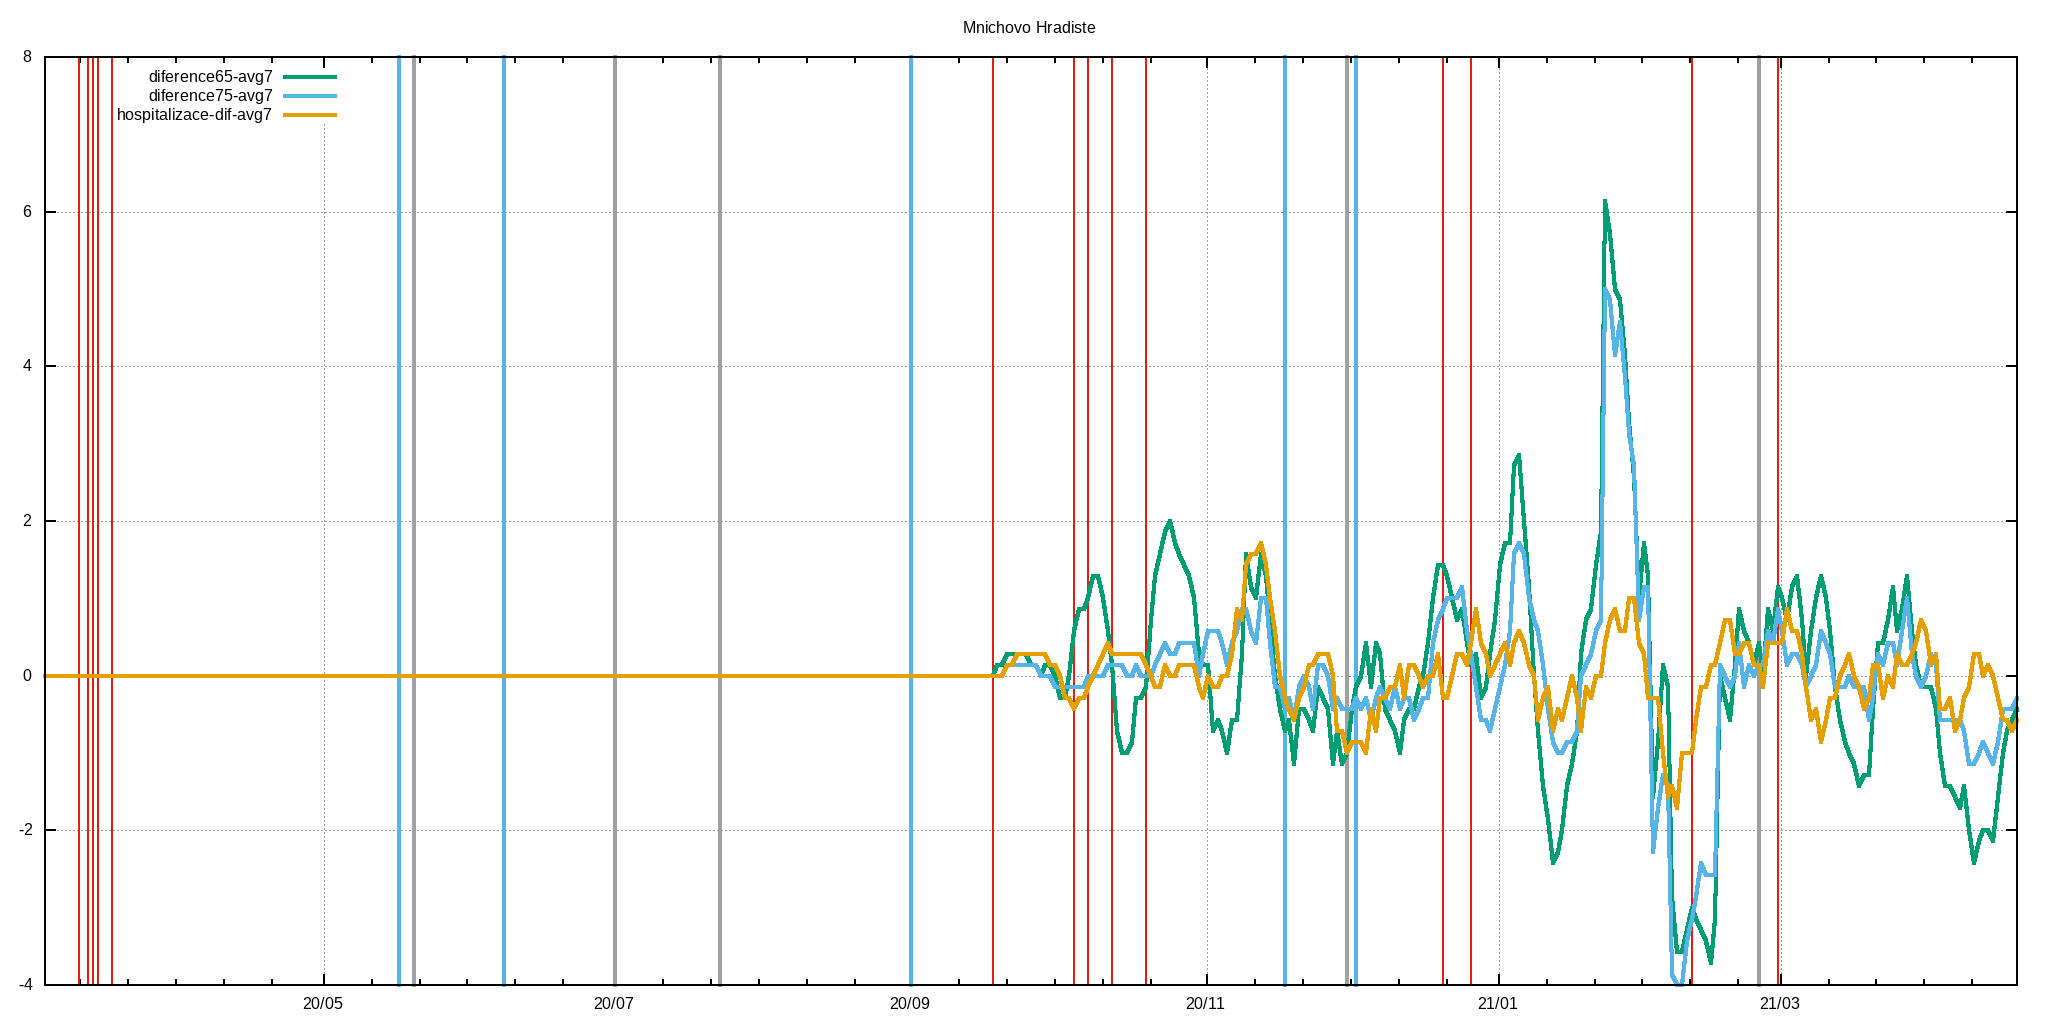 Mnichovo Hradiste
diference65-avg7
diference75-avg7
hospitalizace-dif-avg7
8
6
4
2
0
-2
-4
20/05 20/07 20/09 20/11 21/01 21/03